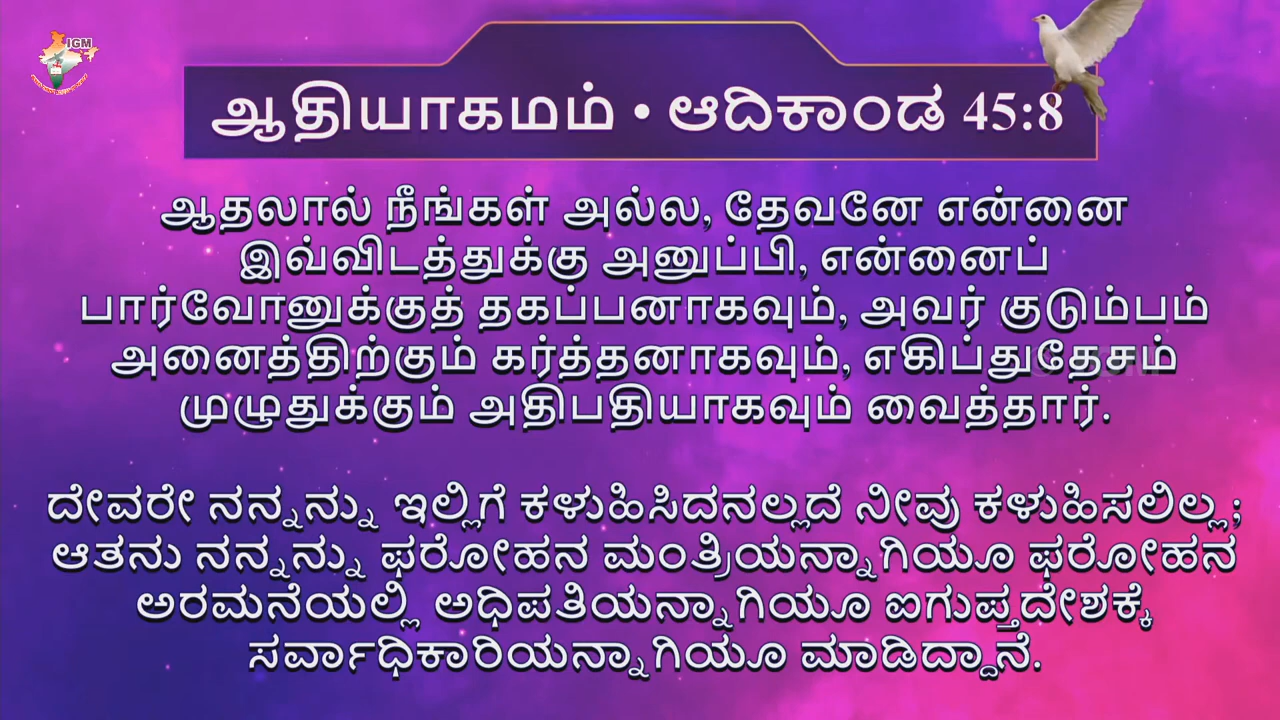 IGM
ஆதியாகமம் • ಆದಿಕಾಂಡ 45:8
ஆதலால் நீங்கள் அல்ல, தேவனே என்னை
இவ்விடத்துக்கு அனுப்பி, என்னைப்
பார்வோனுக்குத் தகப்பனாகவும், அவர் குடும்பம்
அனைத்திற்கும் கர்த்தனாகவும், எகிப்துதேசம்
முழுதுக்கும் அதிபதியாகவும் வைத்தார்.
ದೇವರೇ ನನ್ನನ್ನು ಇಲ್ಲಿಗೆ ಕಳುಹಿಸಿದನಲ್ಲದೆ ನೀವು ಕಳುಹಿಸಲಿಲ್ಲ;
ಆತನು ನನ್ನನ್ನು ಫರೋಹನ ಮಂತ್ರಿಯನ್ನಾಗಿಯೂ ಫರೋಹನ
ಅರಮನೆಯಲ್ಲಿ ಅಧಿಪತಿಯನ್ನಾಗಿಯೂ ಐಗುಪ್ತದೇಶಕ್ಕೆ
ಸರ್ವಾಧಿಕಾರಿಯನ್ನಾಗಿಯೂ ಮಾಡಿದ್ದಾನೆ.